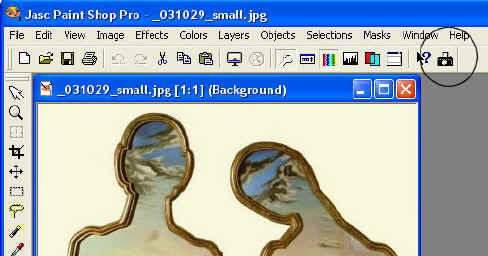 Jasc Paint Shop Pro - _031029_small.jpg
File Edit View Image Effects Colors Layers Objects Selections Masks Window Help
_031029_small.jpg [1:1] (Background)